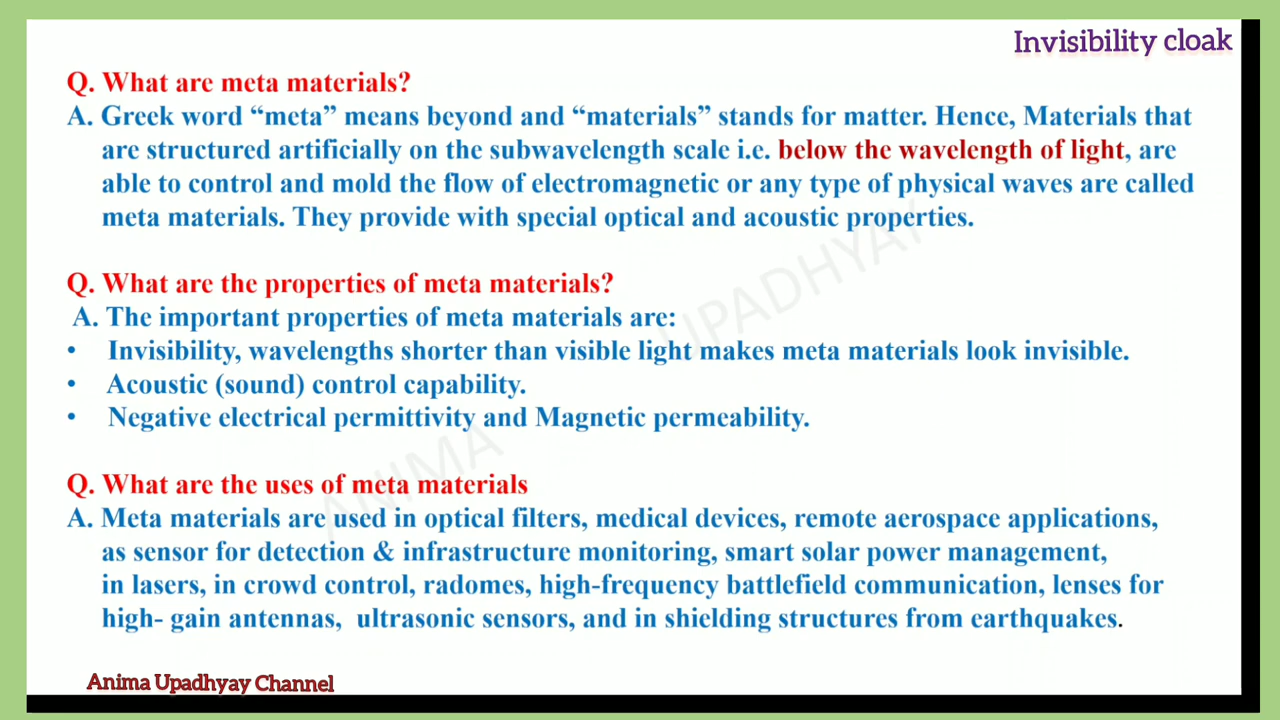 Invisibility cloak
Q. What are meta materials?
A. Greek word “meta” means beyond and “materials” stands for matter. Hence, Materials that
are structured artificially on the subwavelength scale i.e. below the wavelength of light, are
able to control and mold the flow of electromagnetic or any type of physical waves are called
meta materials. They provide with special optical and acoustic properties.
Q. What are the properties of meta materials?
A. The important properties of meta materials are:
• Invisibility, wavelengths shorter than visible light makes meta materials look invisible.
• Acoustic (sound) control capability.
• Negative electrical permittivity and Magnetic permeability.
Q. What are the uses of meta materials
A. Meta materials are used in optical filters, medical devices, remote aerospace applications,
as sensor for detection & infrastructure monitoring, smart solar power management,
in lasers, in crowd control, radomes, high-frequency battlefield communication, lenses for
high- gain antennas, ultrasonic sensors, and in shielding structures from earthquakes.
ANIMA UPADHYAY
Anima Upadhyay Channel